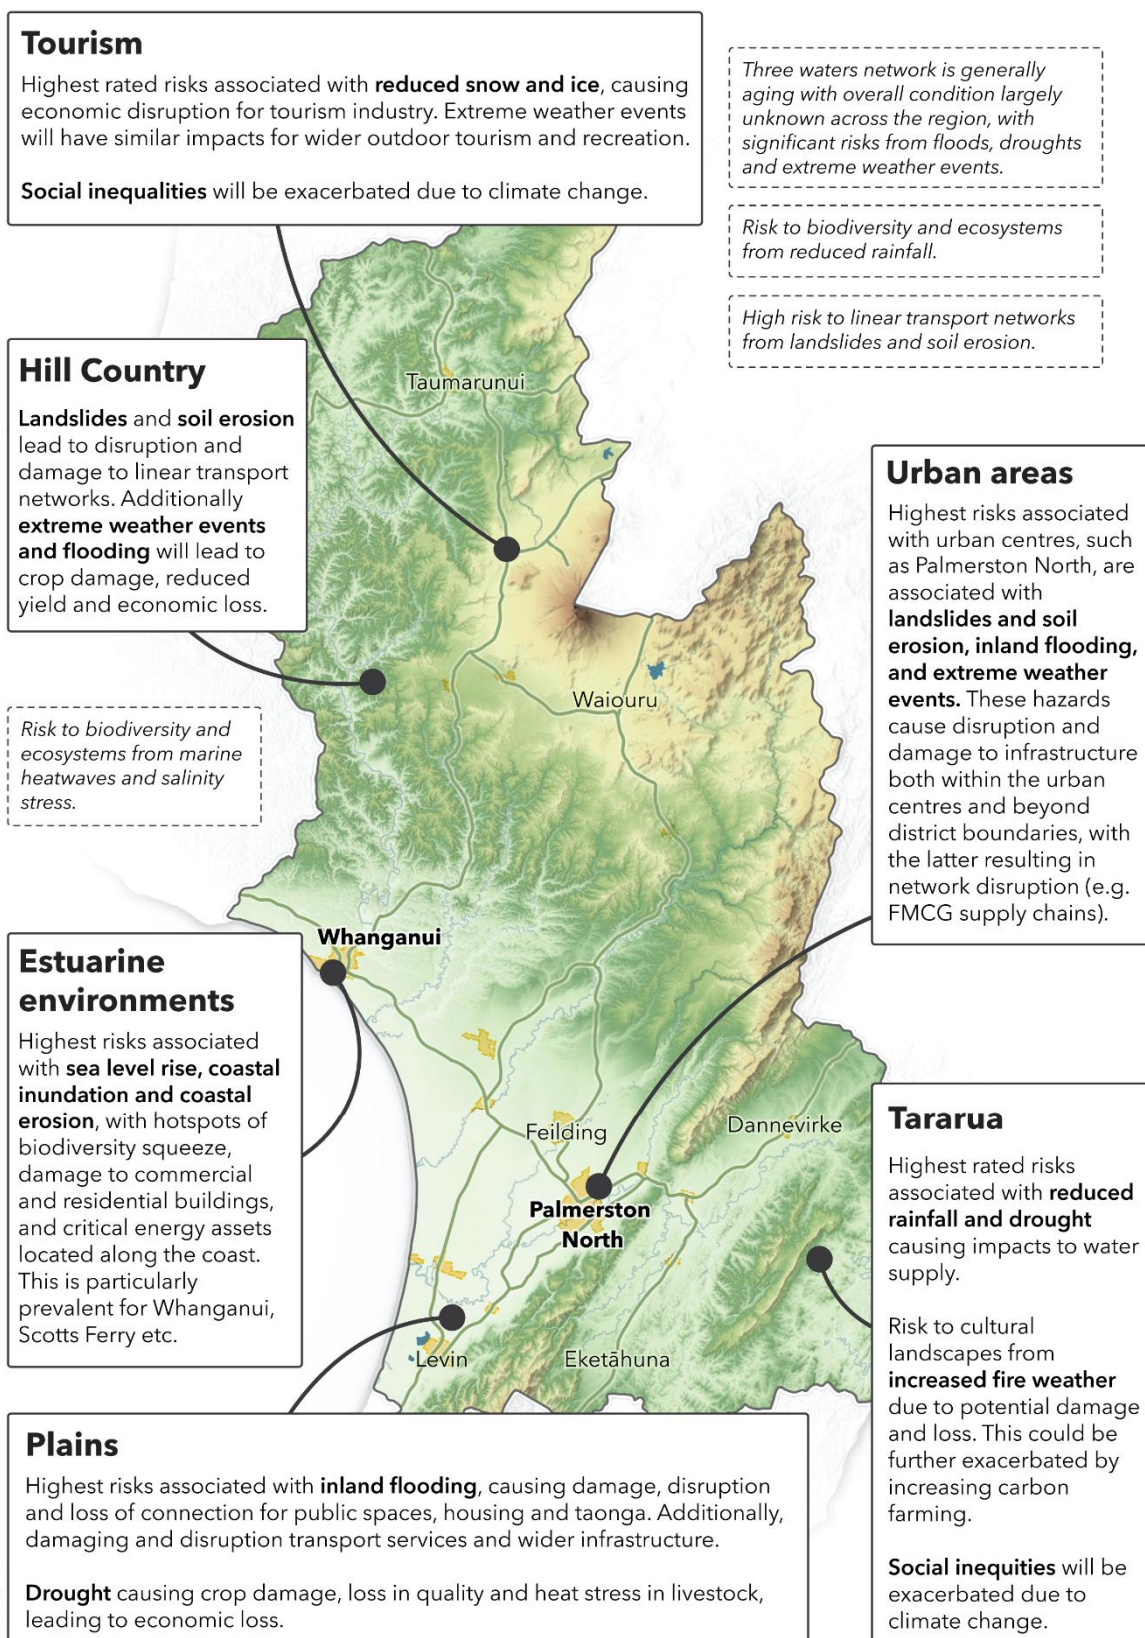 Tourism
Highest rated risks associated with reduced snow and ice, causing
economic disruption for tourism industry. Extreme weather events
will have similar impacts for wider outdoor tourism and recreation.
Social inequalities will be exacerbated due to climate change.
Three waters network is generally
aging with overall condition largely
unknown across the region, with
significant risks from floods, droughts
and extreme weather events.
Risk to biodiversity and ecosystems
from reduced rainfall.
High risk to linear transport networks
from landslides and soil erosion.
Hill Country
Landslides and soil erosion
lead to disruption and
damage to linear transport
networks. Additionally
extreme weather events
and flooding will lead to
crop damage, reduced
yield and economic loss.
Taumarunui
Urban areas
Highest risks associated
with urban centres, such
as Palmerston North, are
associated with
landslides and soil
erosion, inland flooding,
and extreme weather
events. These hazards
cause disruption and
damage to infrastructure
both within the urban
centres and beyond
district boundaries, with
the latter resulting in
network disruption (e.g.
FMCG supply chains).
Waiouru
Risk to biodiversity and
ecosystems from marine
heatwaves and salinity
stress.
Whanganui
Estuarine
environments
Highest risks associated
with sea level rise, coastal
inundation and coastal
erosion, with hotspots of
biodiversity squeeze,
damage to commercial
and residential buildings,
and critical energy assets
located along the coast.
This is particularly
prevalent for Whanganui,
Scotts Ferry etc.
Feilding
Dannevirke
Palmerston
North
Levin
Eketāhuna
Tararua
Highest rated risks
associated with reduced
rainfall and drought
causing impacts to water
supply.
Risk to cultural
landscapes from
increased fire weather
due to potential damage
and loss. This could be
further exacerbated by
increasing carbon
farming.
Social inequities will be
exacerbated due to
climate change.
Plains
Highest risks associated with inland flooding, causing damage, disruption
and loss of connection for public spaces, housing and taonga. Additionally,
damaging and disruption transport services and wider infrastructure.
Drought causing crop damage, loss in quality and heat stress in livestock,
leading to economic loss.